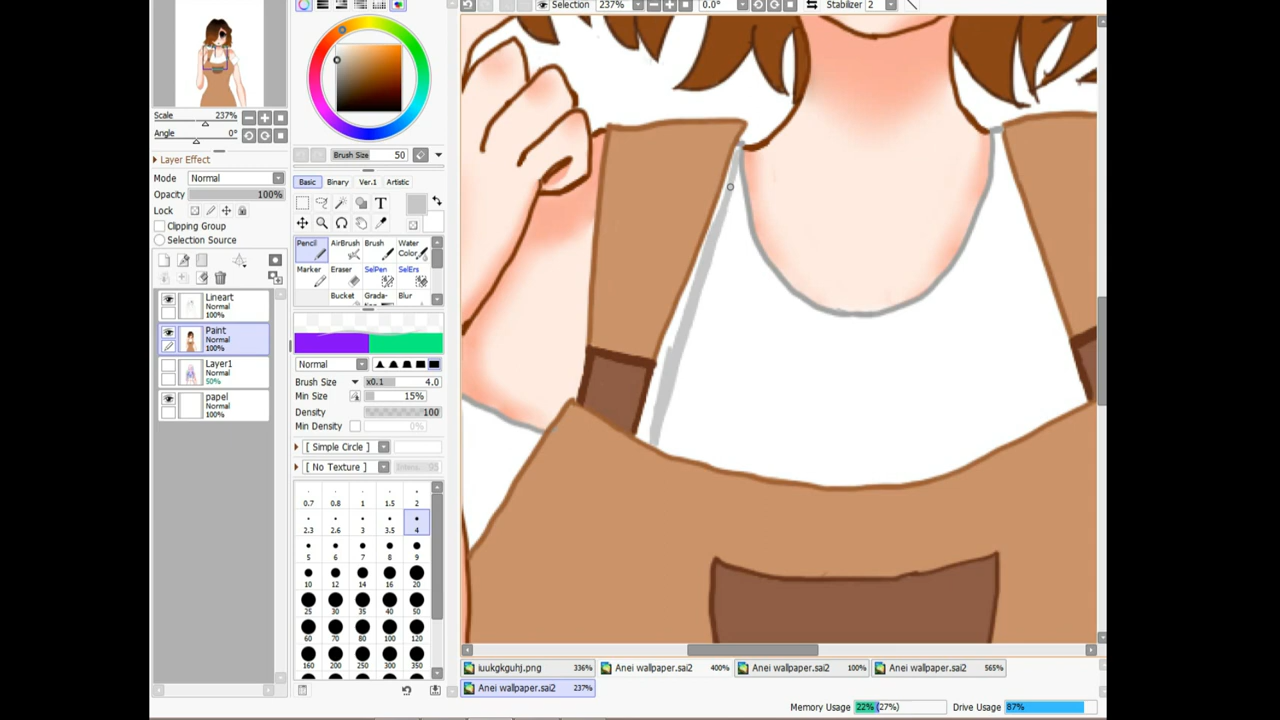 Selection 237% 0.0° Stabilizer 2
Scale 237%
Angle 0°
Layer Effect
Mode Normal
Opacity 100%
Lock
Clipping Group
Selection Source
Lineart
Normal
100%
Paint
Normal
100%
Layer1
Normal
50%
papel
Normal
100%
Brush Size 50
Basic Binary Ver.1 Artistic
T
Pencil AirBrush Brush Water Color
Marker Eraser SelPen SelErs
Bucket Grada- Blur
Normal
Brush Size x0.1 4.0
Min Size 15%
Density 100
Min Density 0%
[ Simple Circle ]
[ No Texture ]
0.7 0.8 1 1.5 2
2.3 2.6 3 3.5 4
5 6 7 8 9
10 12 14 16 20
25 30 35 40 50
60 70 80 100 120
160 200 250 300 350
iuukgkguhj.png 336% Anei wallpaper.sai2 400% Anei wallpaper.sai2 100% Anei wallpaper.sai2 565%
Anei wallpaper.sai2 237%
Memory Usage 22% (27%) Drive Usage 87%